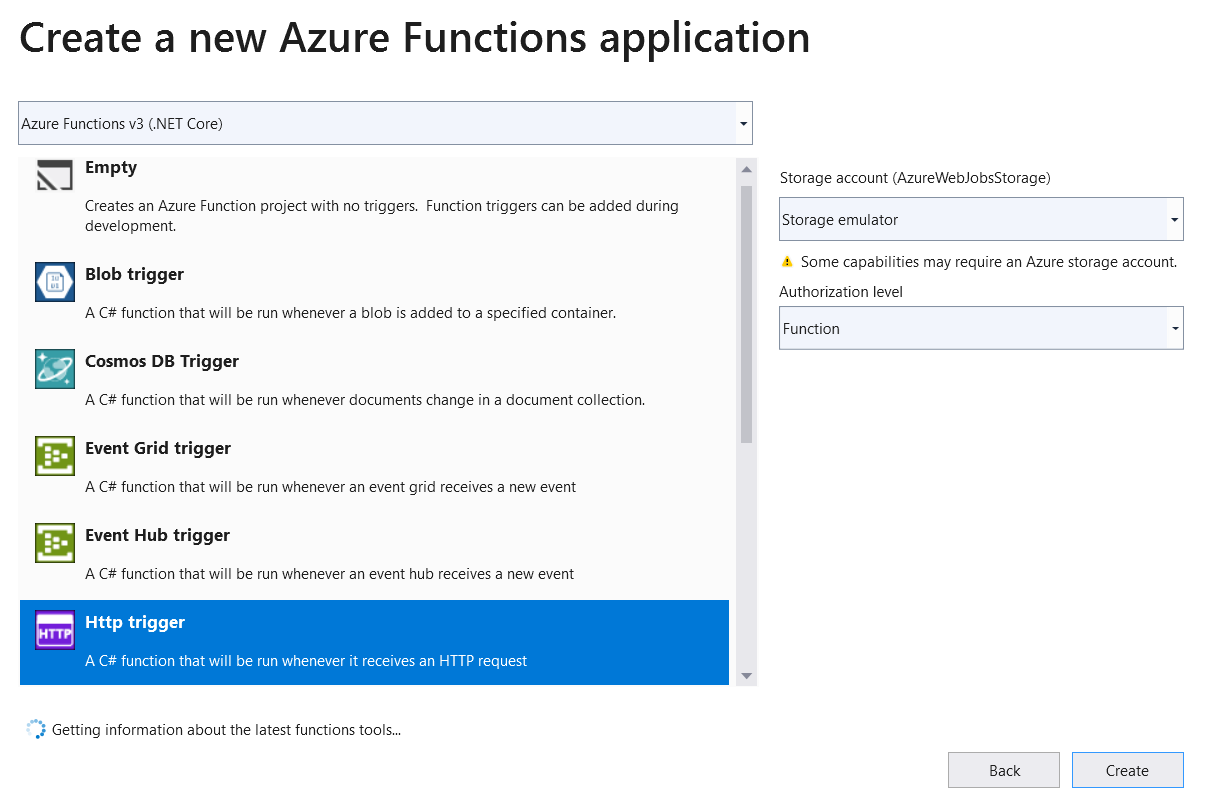 Create a new Azure Functions application
Azure Functions v3 (.NET Core)
Empty
Creates an Azure Function project with no triggers.  Function triggers can be added during
development.
Blob trigger
A C# function that will be run whenever a blob is added to a specified container.
Cosmos DB Trigger
A C# function that will be run whenever documents change in a document collection.
Event Grid trigger
A C# function that will be run whenever an event grid receives a new event
Event Hub trigger
A C# function that will be run whenever an event hub receives a new event
HTTP
Http trigger
A C# function that will be run whenever it receives an HTTP request
Storage account (AzureWebJobsStorage)
Storage emulator
Some capabilities may require an Azure storage account.
Authorization level
Function
Getting information about the latest functions tools...
Back
Create